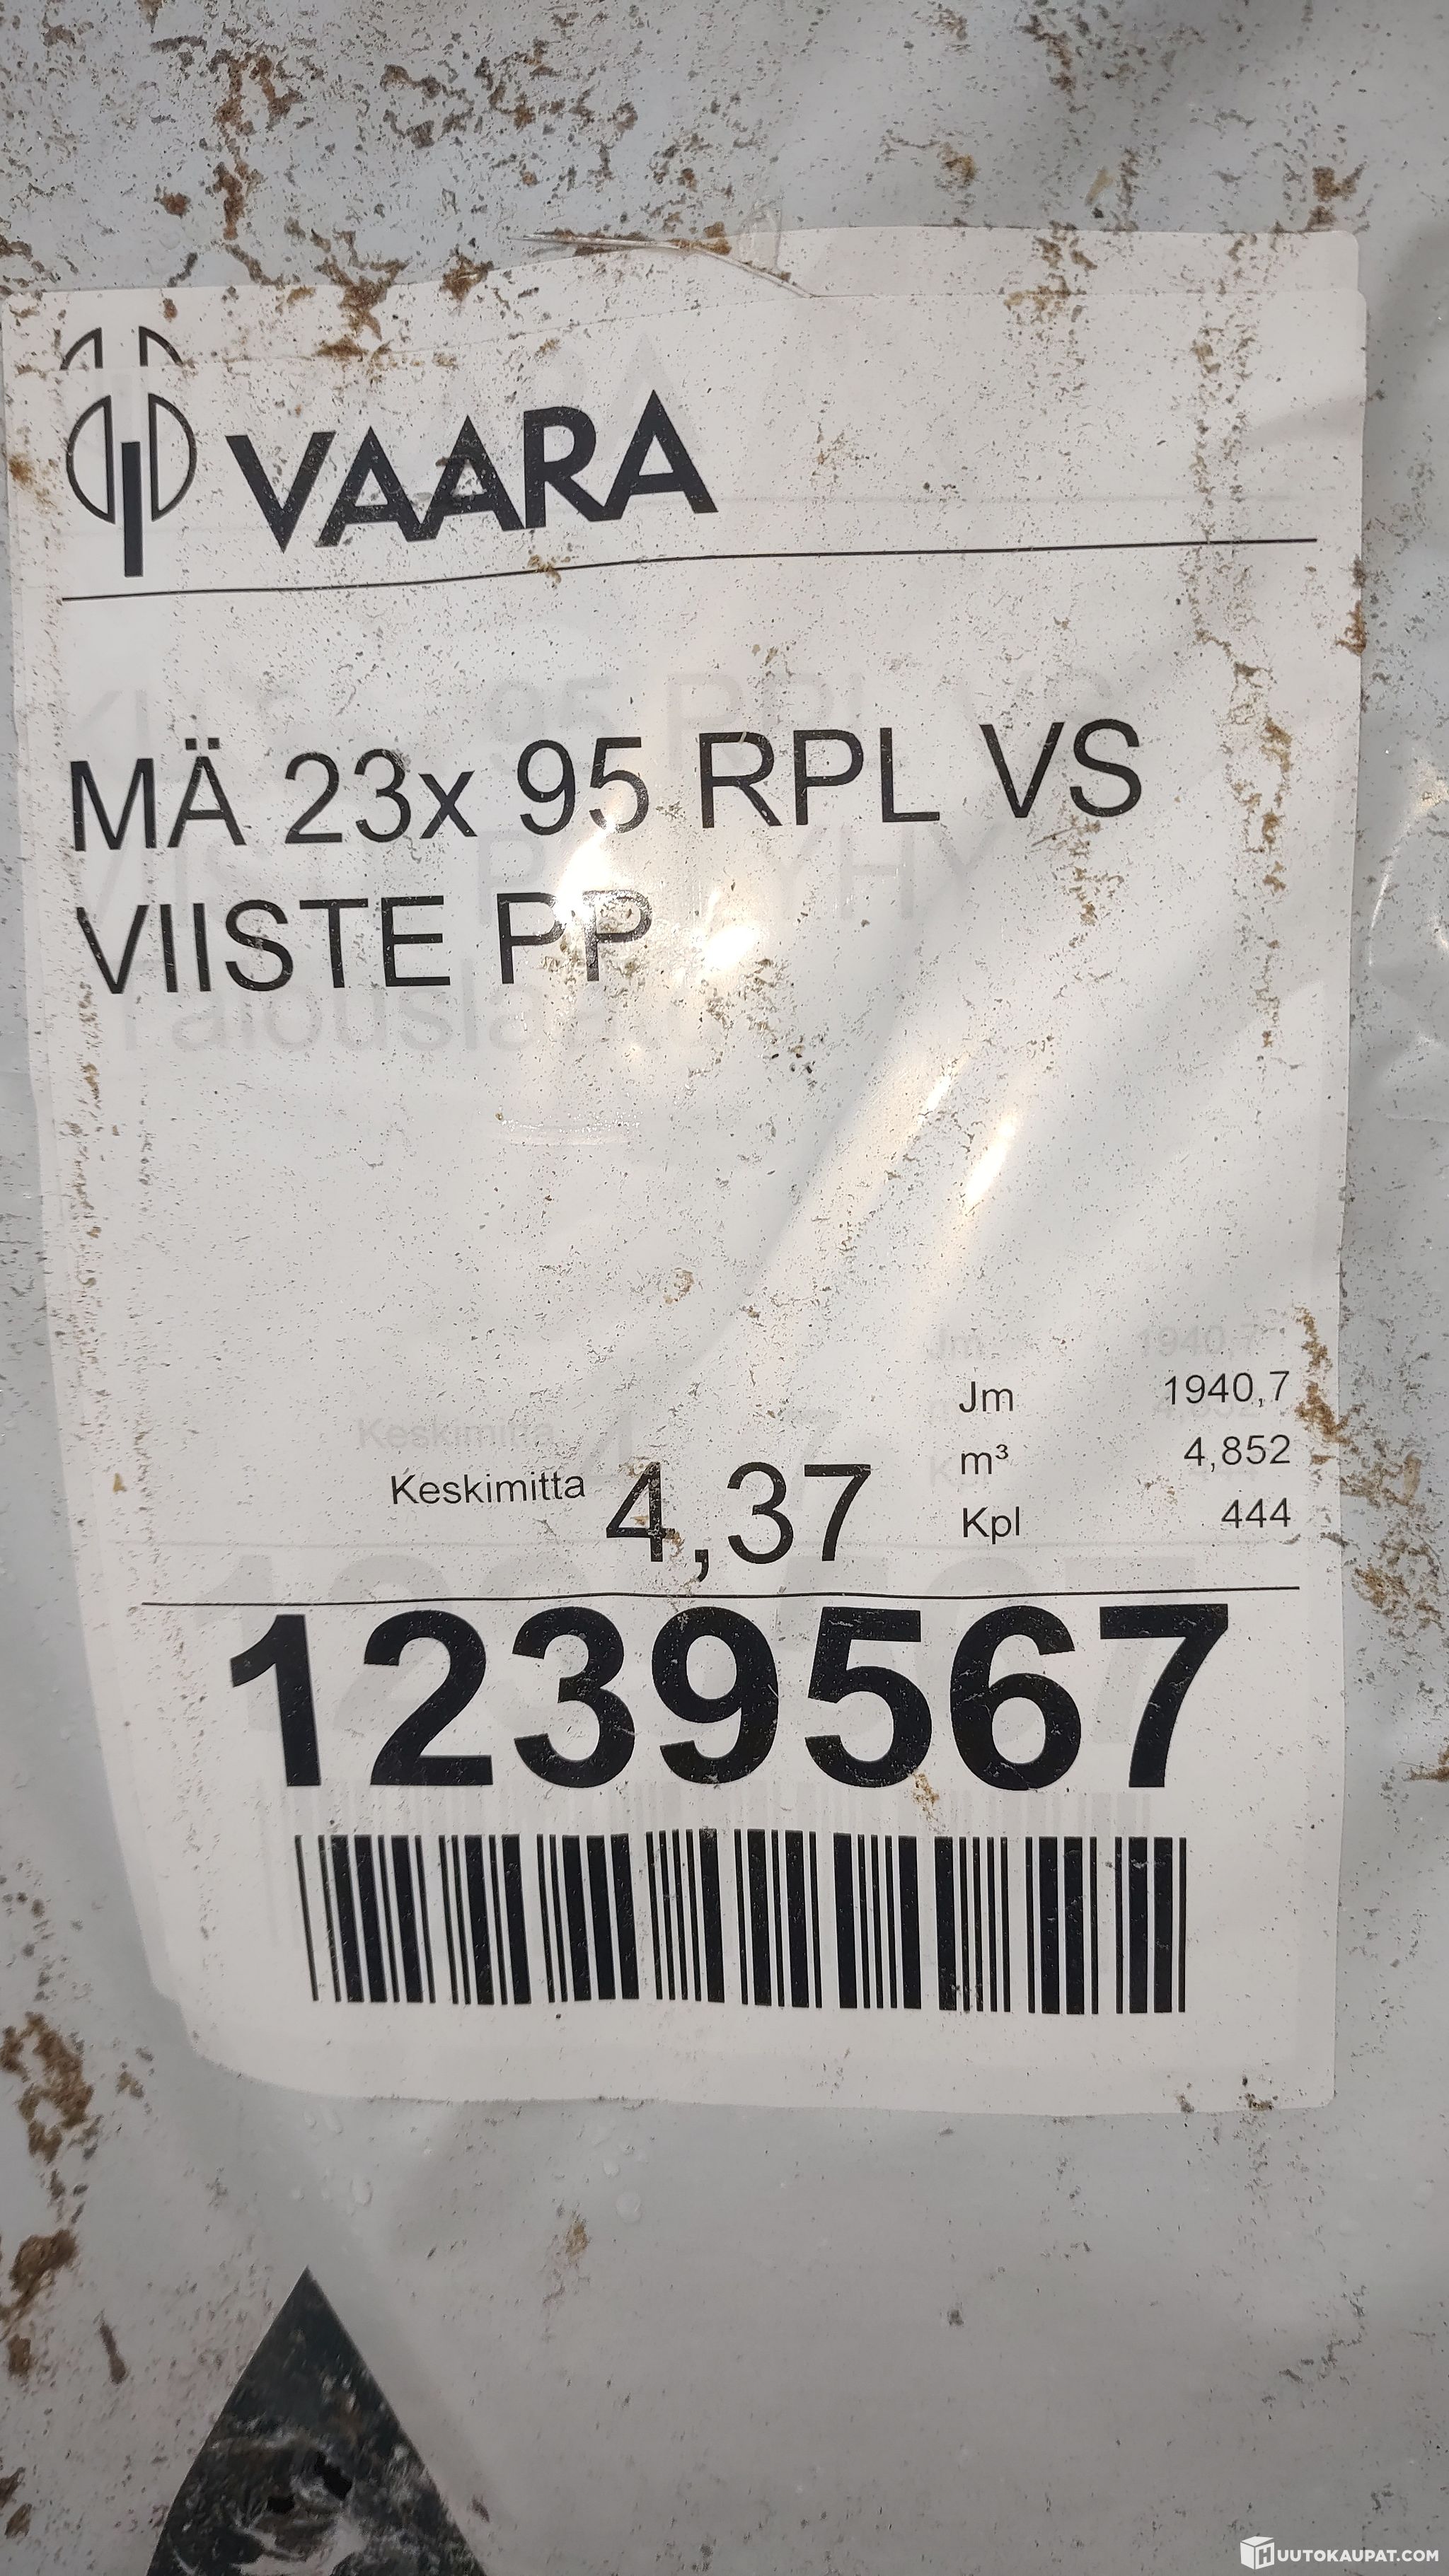 VAARA
MÄ 23x 95 RPL VS
VIISTE PP
Jm 1940,7
m³ 4,852
Keskimitta 4,37
Kpl 444
1239567
HUUTOKAUPAT.COM